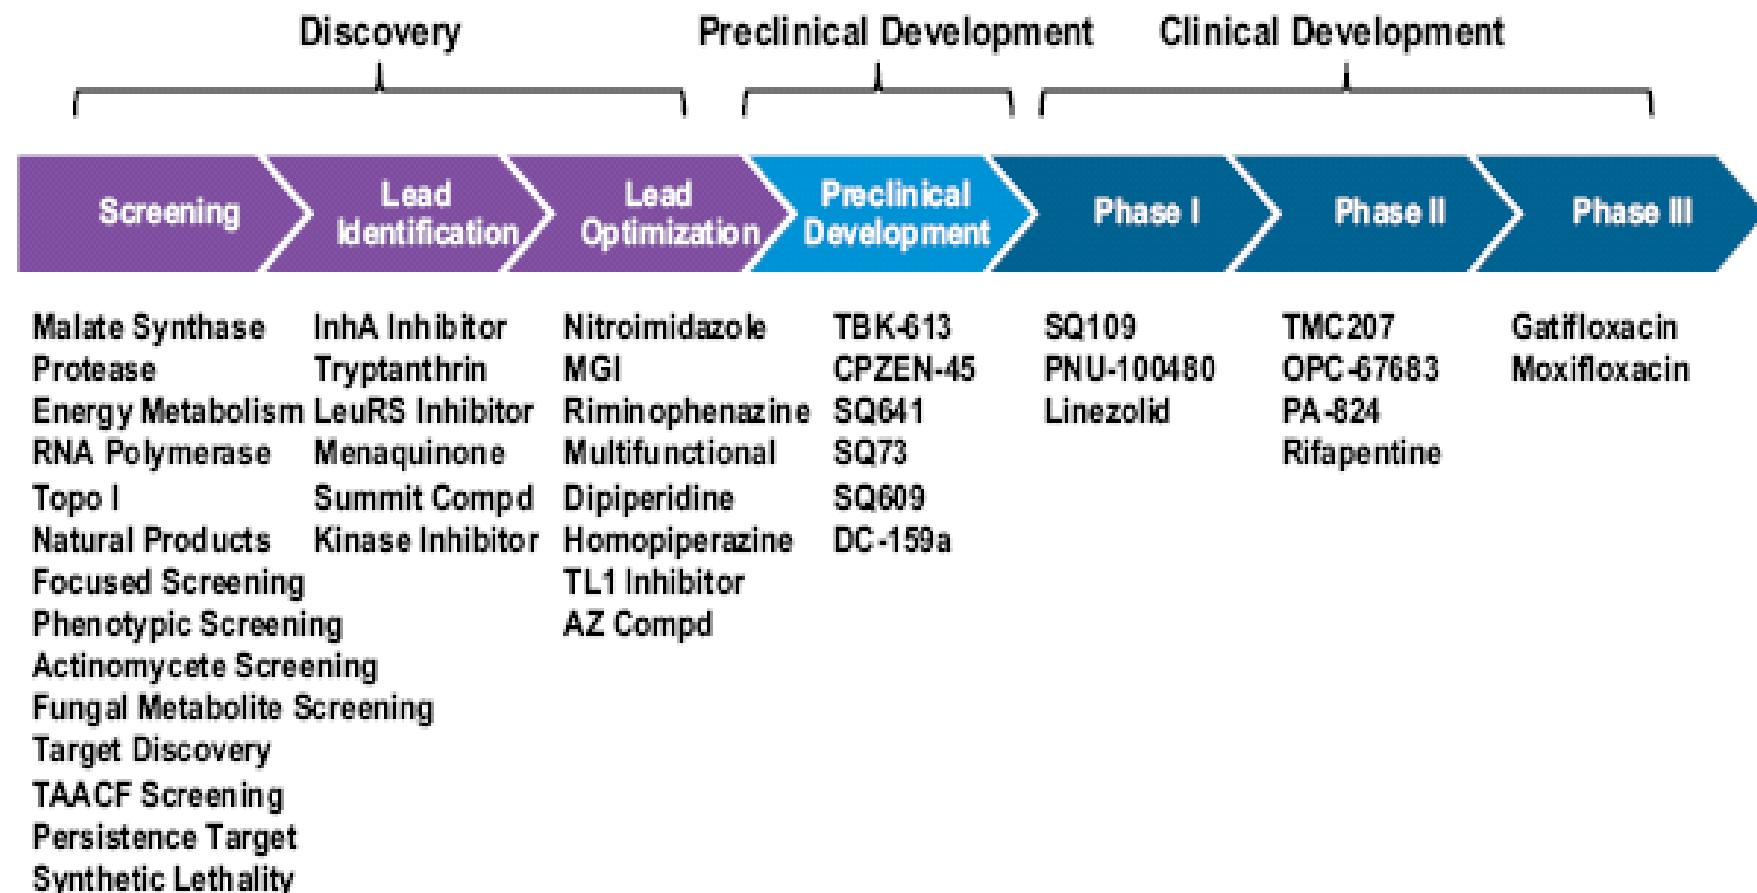 Discovery
Preclinical Development
Clinical Development
Screening
Lead
Identification
Lead
Optimization
Preclinical
Development
Phase I
Phase II
Phase III
Malate Synthase
Protease
Energy Metabolism
RNA Polymerase
Topo I
Natural Products
Focused Screening
Phenotypic Screening
Actinomycete Screening
Fungal Metabolite Screening
Target Discovery
TAACF Screening
Persistence Target
Synthetic Lethality
InhA Inhibitor
Tryptanthrin
LeuRS Inhibitor
Menaquinone
Summit Compd
Kinase Inhibitor
Nitroimidazole
MGI
Riminophenazine
Multifunctional
Dipiperidine
Homopiperazine
TL1 Inhibitor
AZ Compd
TBK-613
CPZEN-45
SQ641
SQ73
SQ609
DC-159a
SQ109
PNU-100480
Linezolid
TMC207
OPC-67683
PA-824
Rifapentine
Gatifloxacin
Moxifloxacin